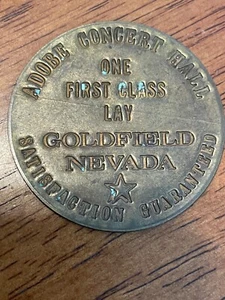 ADOBE CONCERT HALL
ONE
FIRST CLASS
LAY
GOLDFIELD
NEVADA
SATISFACTION GUARANTEED